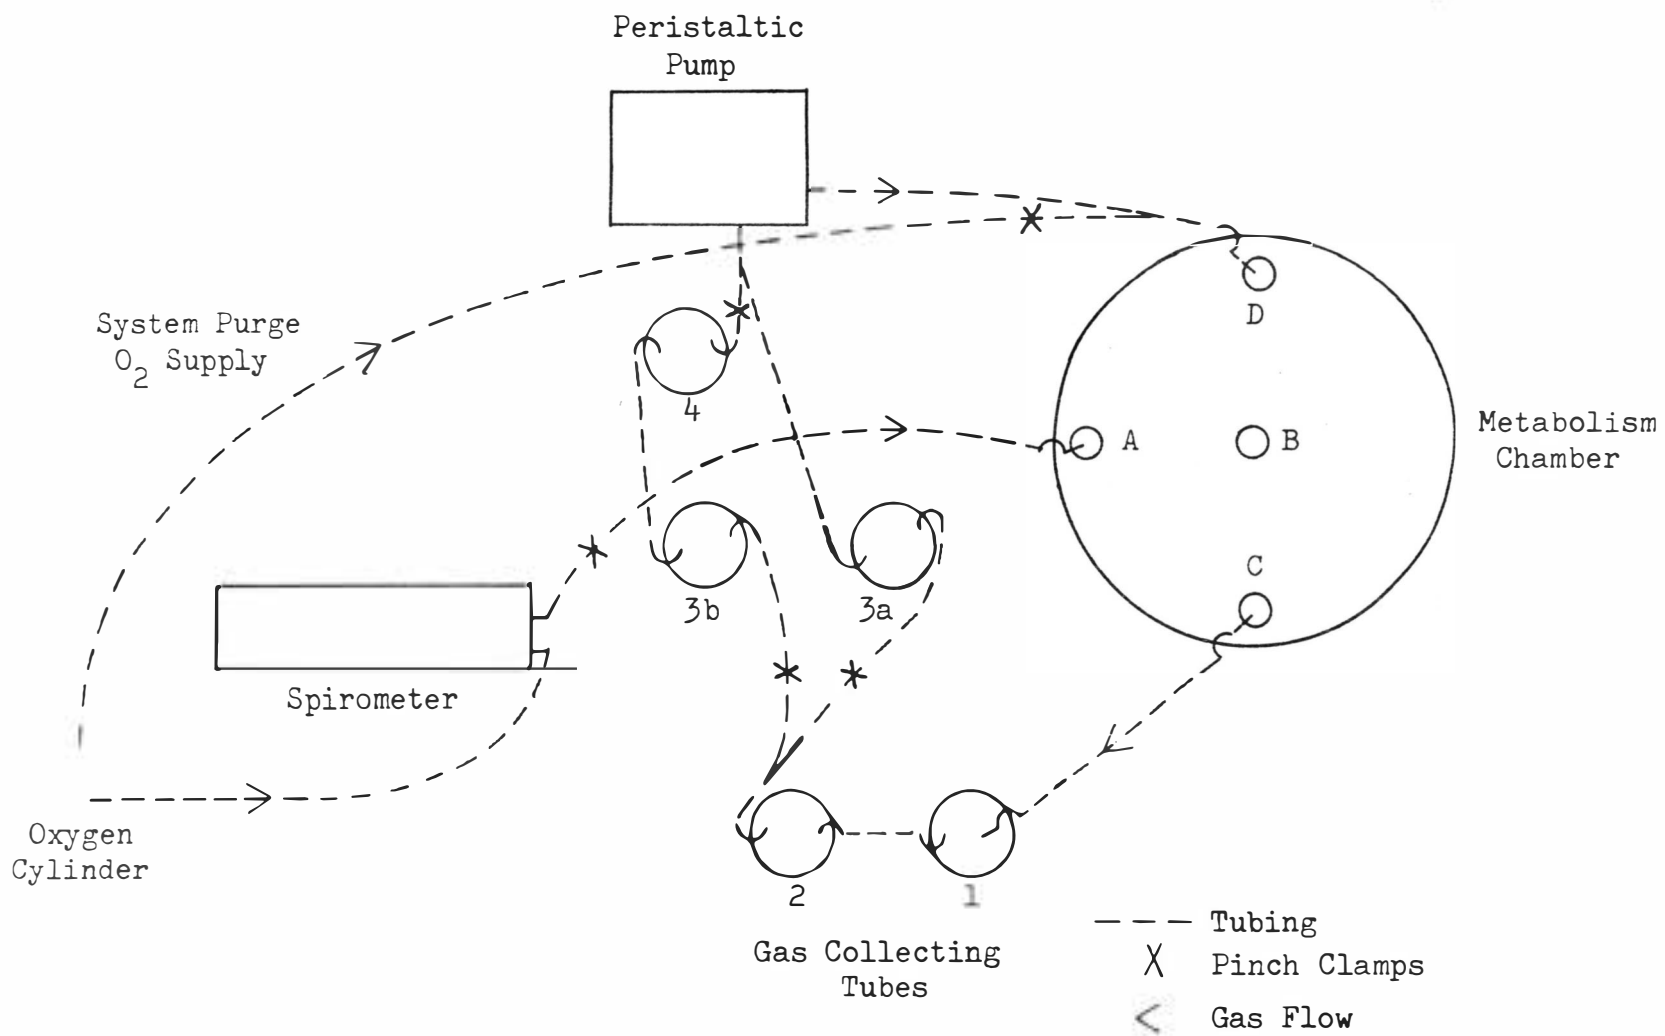 Peristaltic
Pump
System Purge
O2 Supply
D
4
A
B
Metabolism
Chamber
C
3b
3a
Spirometer
Oxygen
Cylinder
2
1
Gas Collecting
Tubes
Tubing
X Pinch Clamps
< Gas Flow